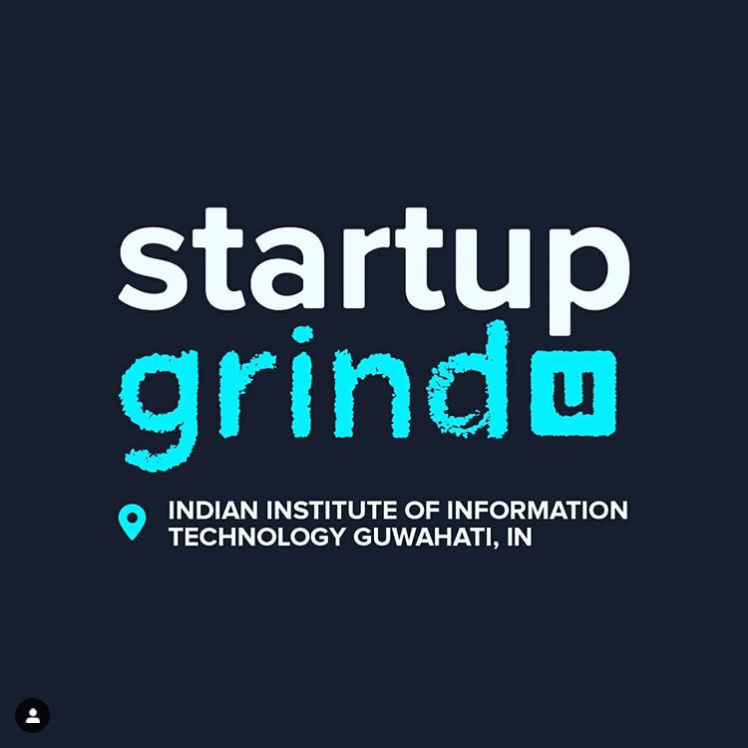 startup
grind u
INDIAN INSTITUTE OF INFORMATION
TECHNOLOGY GUWAHATI, IN